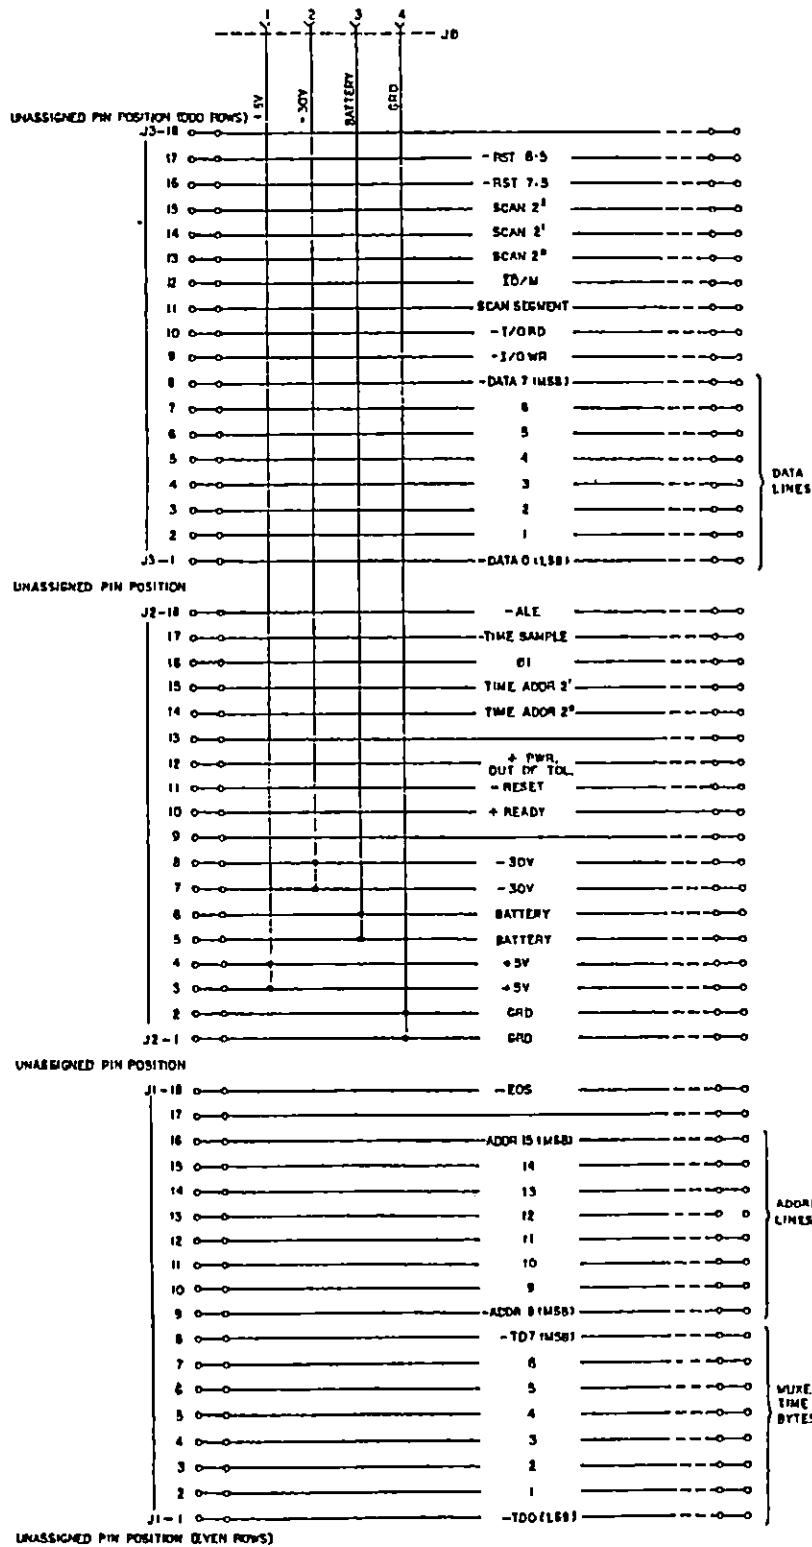 1 2 3 4
J0
+5V
-30V
BATTERY
GRD
UNASSIGNED PIN POSITION (ODD ROWS)
J3-18
17 -RST 6.5
16 -RST 7.5
15 SCAN 2²
14 SCAN 2¹
13 SCAN 2⁰
12 IO/M
11 SCAN SEGMENT
10 -I/O RD
9 -I/O WR
8 -DATA 7 (MSB)
7 6
6 5
5 4
4 3
3 2
2 1
J3-1 -DATA 0 (LSB)
DATA
LINES
UNASSIGNED PIN POSITION
J2-18 -ALE
17 -TIME SAMPLE
16 01
15 TIME ADDR 2¹
14 TIME ADDR 2⁰
13
12 + PWR.
OUT OF TOL.
11 -RESET
10 + READY
9
8 -30V
7 -30V
6 BATTERY
5 BATTERY
4 +5V
3 +5V
2 GRD
J2-1 GRD
UNASSIGNED PIN POSITION
J1-18 -EOS
17
16 -ADDR 15 (MSB)
15 14
14 13
13 12
12 11
11 10
10 9
9 -ADDR 8 (MSB)
ADDR
LINES
8 -TD7 (MSB)
7 6
6 5
5 4
4 3
3 2
2 1
J1-1 -TD0 (LSB)
MUXE
TIME
BYTES
UNASSIGNED PIN POSITION (EVEN ROWS)